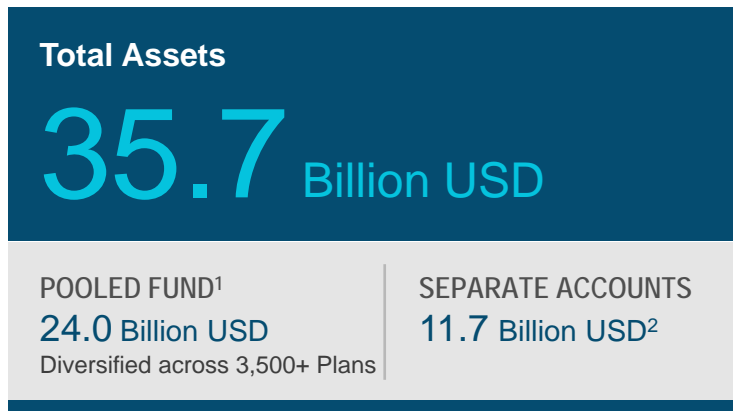 Total Assets
35.7 Billion USD
POOLED FUND¹
24.0 Billion USD
Diversified across 3,500+ Plans
SEPARATE ACCOUNTS
11.7 Billion USD²